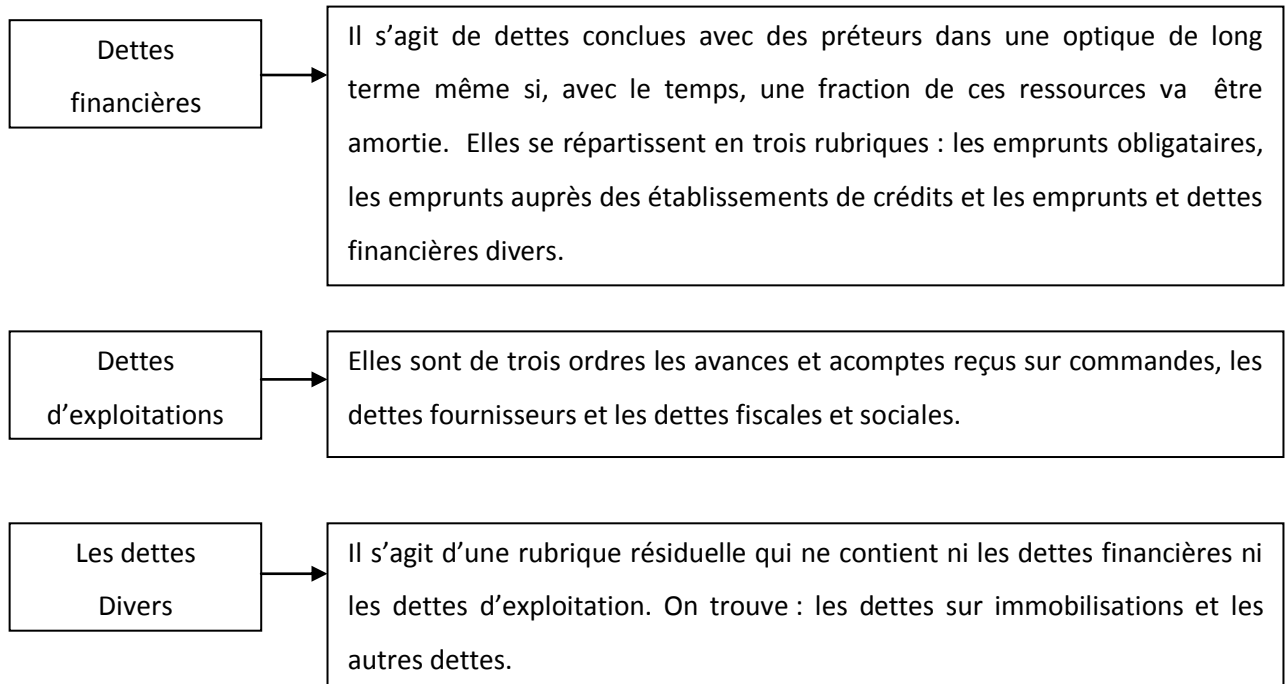 Dettes
financières
Il s’agit de dettes conclues avec des préteurs dans une optique de long
terme même si, avec le temps, une fraction de ces ressources va être
amortie. Elles se répartissent en trois rubriques : les emprunts obligataires,
les emprunts auprès des établissements de crédits et les emprunts et dettes
financières divers.
Dettes
d’exploitations
Elles sont de trois ordres les avances et acomptes reçus sur commandes, les
dettes fournisseurs et les dettes fiscales et sociales.
Les dettes
Divers
Il s’agit d’une rubrique résiduelle qui ne contient ni les dettes financières ni
les dettes d’exploitation. On trouve : les dettes sur immobilisations et les
autres dettes.